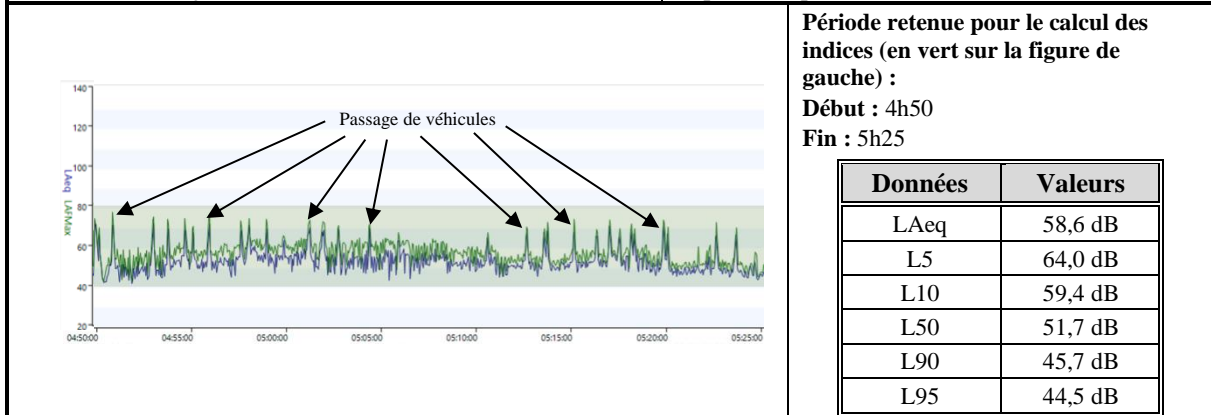 Période retenue pour le calcul des
indices (en vert sur la figure de
gauche) :
Début : 4h50
Fin : 5h25
Passage de véhicules
140
120
100
80
60
40
20
LAeq LAFMax
04:50:00 04:55:00 05:00:00 05:05:00 05:10:00 05:15:00 05:20:00 05:25:00
Données Valeurs
LAeq 58,6 dB
L5 64,0 dB
L10 59,4 dB
L50 51,7 dB
L90 45,7 dB
L95 44,5 dB